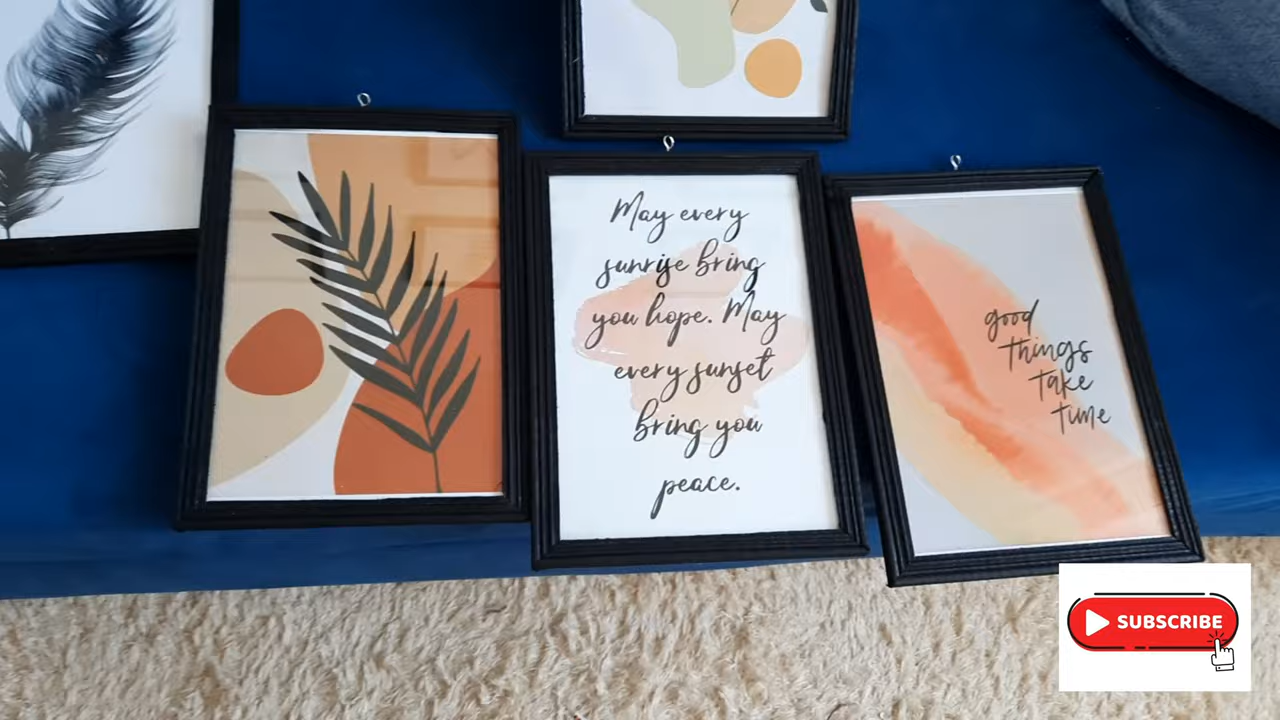 May every
sunrise bring
you hope. May
every sunset
bring you
peace.
good
things
take
time
SUBSCRIBE